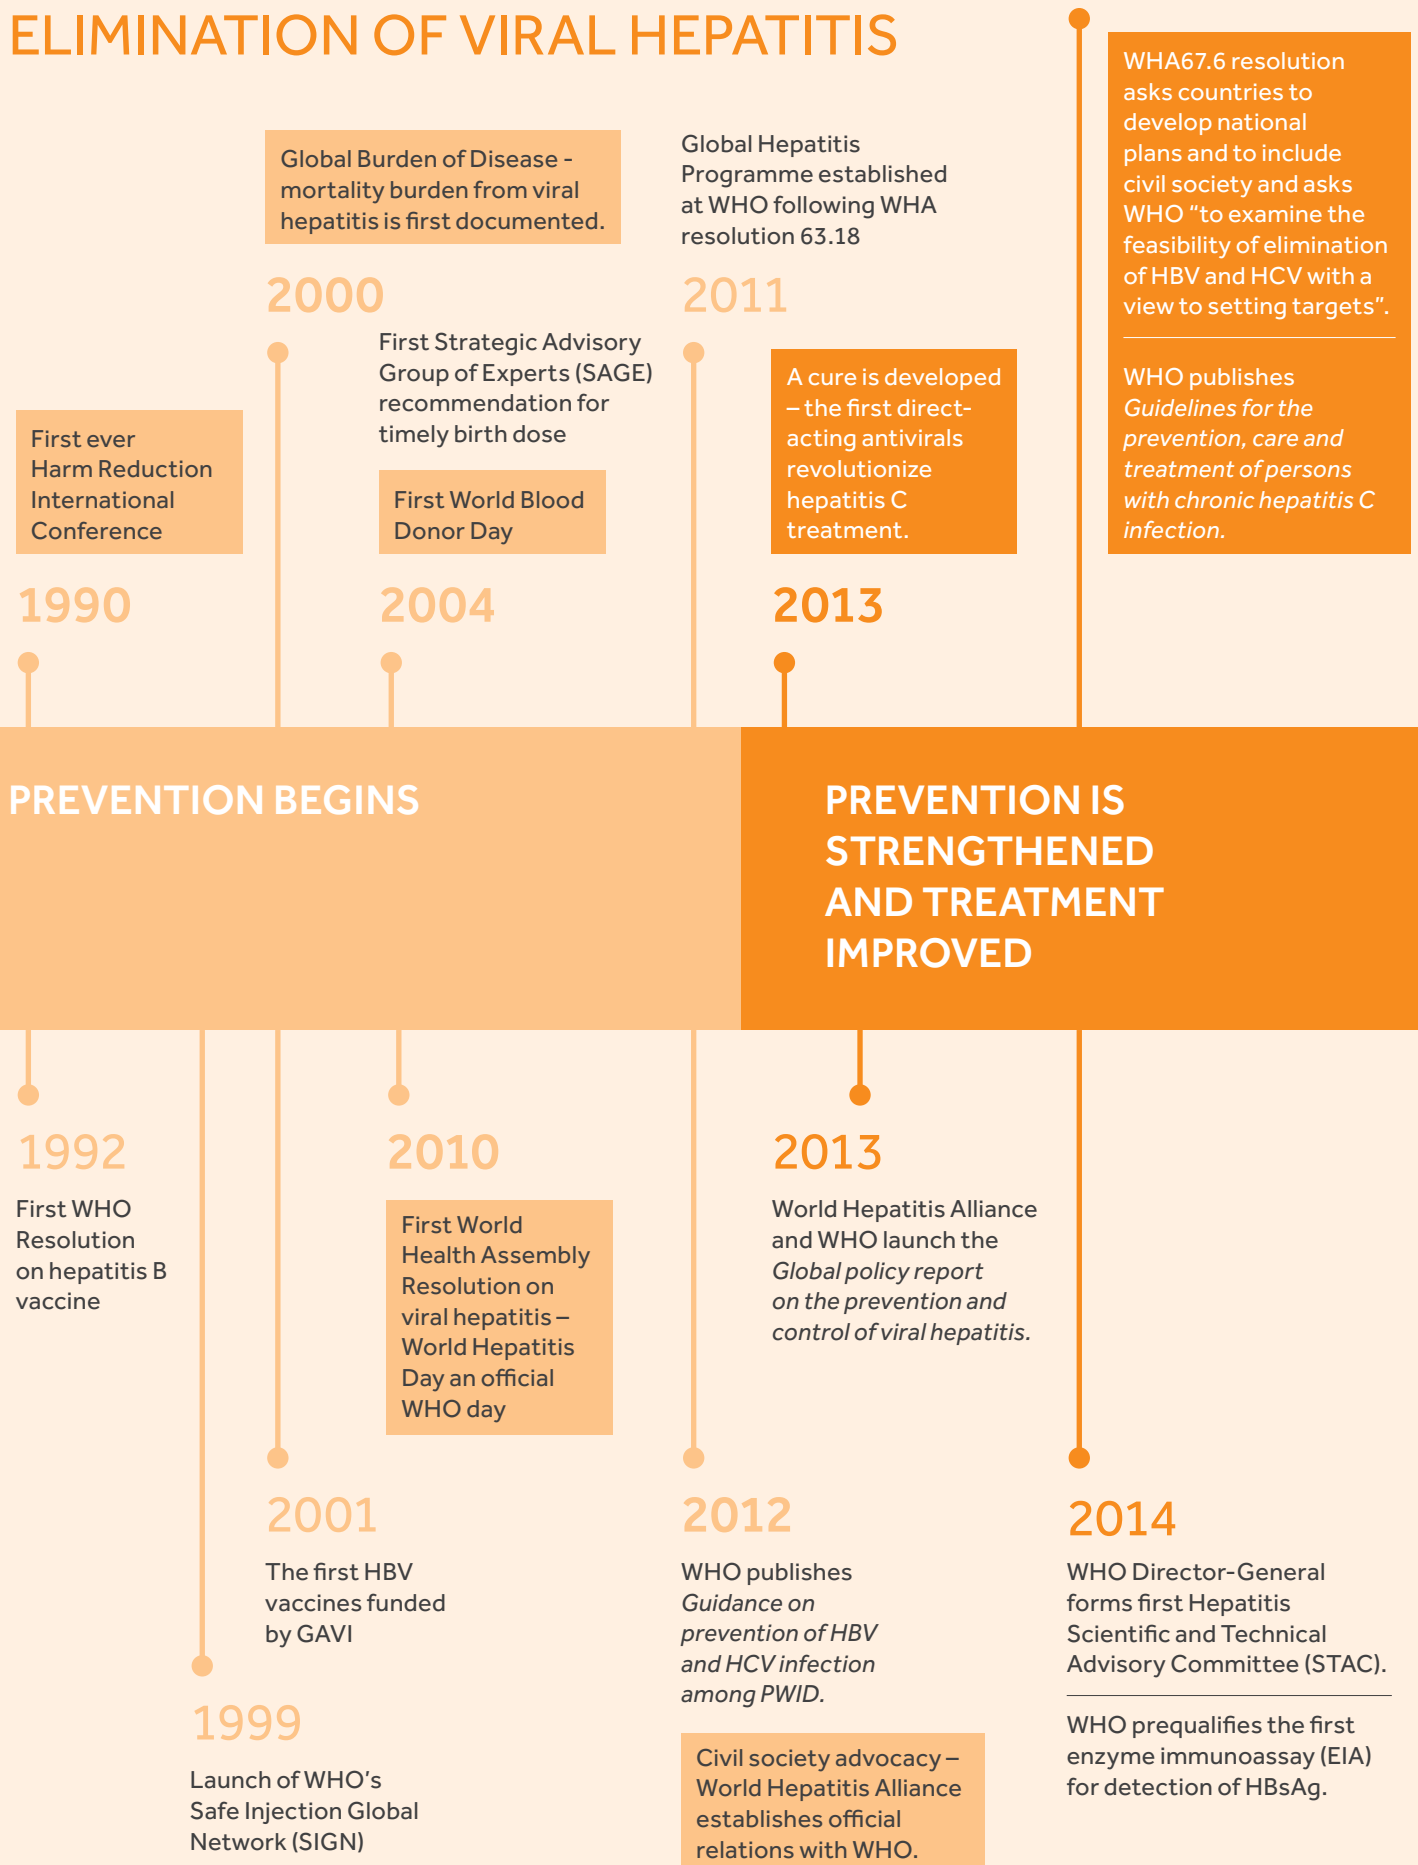 ELIMINATION OF VIRAL HEPATITIS
Global Burden of Disease -
mortality burden from viral
hepatitis is first documented.
2000
Global Hepatitis
Programme established
at WHO following WHA
resolution 63.18
2011
WHA67.6 resolution
asks countries to
develop national
plans and to include
civil society and asks
WHO “to examine the
feasibility of elimination
of HBV and HCV with a
view to setting targets”.
WHO publishes
Guidelines for the
prevention, care and
treatment of persons
with chronic hepatitis C
infection.
First ever
Harm Reduction
International
Conference
1990
First Strategic Advisory
Group of Experts (SAGE)
recommendation for
timely birth dose
First World Blood
Donor Day
2004
A cure is developed
– the first direct-
acting antivirals
revolutionize
hepatitis C
treatment.
2013
PREVENTION BEGINS
PREVENTION IS
STRENGTHENED
AND TREATMENT
IMPROVED
1992
First WHO
Resolution
on hepatitis B
vaccine
2010
First World
Health Assembly
Resolution on
viral hepatitis –
World Hepatitis
Day an official
WHO day
2013
World Hepatitis Alliance
and WHO launch the
Global policy report
on the prevention and
control of viral hepatitis.
2001
The first HBV
vaccines funded
by GAVI
1999
Launch of WHO’s
Safe Injection Global
Network (SIGN)
2012
WHO publishes
Guidance on
prevention of HBV
and HCV infection
among PWID.
Civil society advocacy –
World Hepatitis Alliance
establishes official
relations with WHO.
2014
WHO Director-General
forms first Hepatitis
Scientific and Technical
Advisory Committee (STAC).
WHO prequalifies the first
enzyme immunoassay (EIA)
for detection of HBsAg.